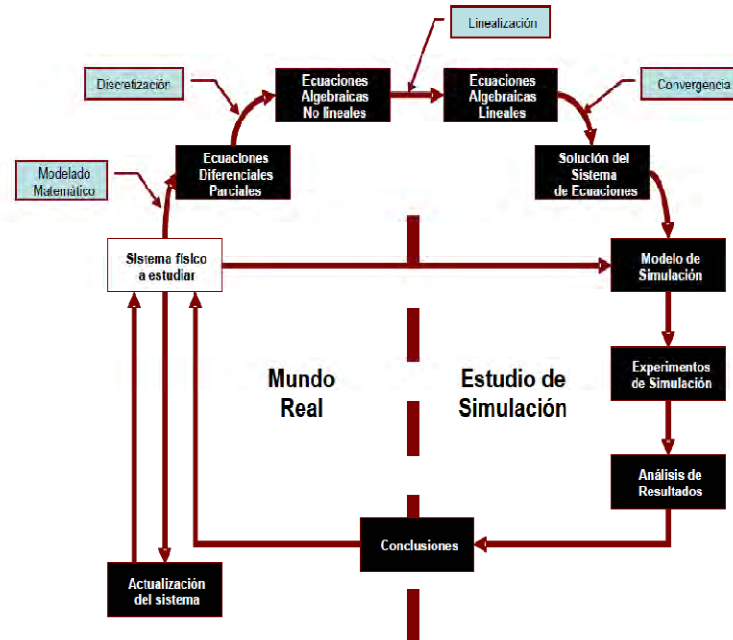 Linealización
Discretización
Ecuaciones
Algebraicas
No lineales
Ecuaciones
Algebraicas
Lineales
Convergencia
Modelado
Matemático
Ecuaciones
Diferenciales
Parciales
Solución del
Sistema
de Ecuaciones
Sistema físico
a estudiar
Modelo de
Simulación
Mundo
Real
Estudio de
Simulación
Experimentos
de Simulación
Análisis de
Resultados
Conclusiones
Actualización
del sistema